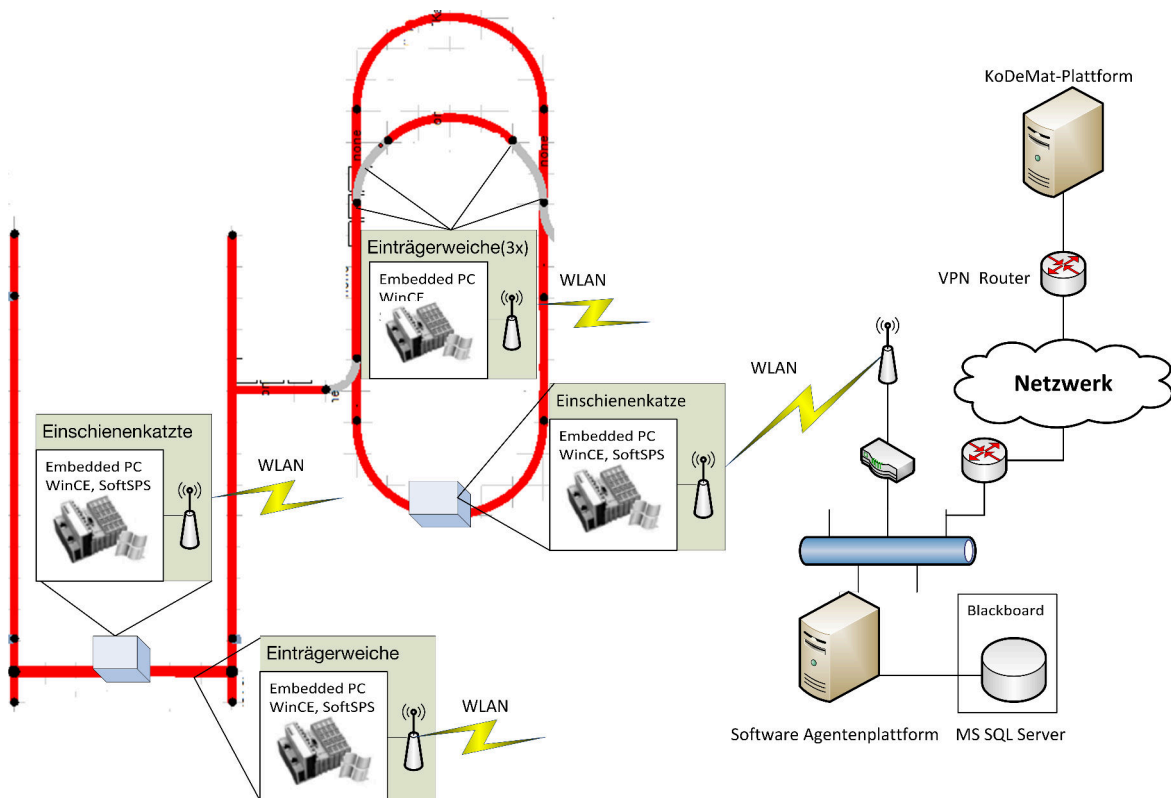 KoDeMat-Plattform
VPN Router
Netzwerk
none
none
or
Einträgerweiche(3x)
Embedded PC
WinCE
WLAN
WLAN
Einschienenkatze
Embedded PC
WinCE, SoftSPS
Einschienenkatzte
Embedded PC
WinCE, SoftSPS
WLAN
Einträgerweiche
Embedded PC
WinCE, SoftSPS
WLAN
Blackboard
Software Agentenplattform
MS SQL Server